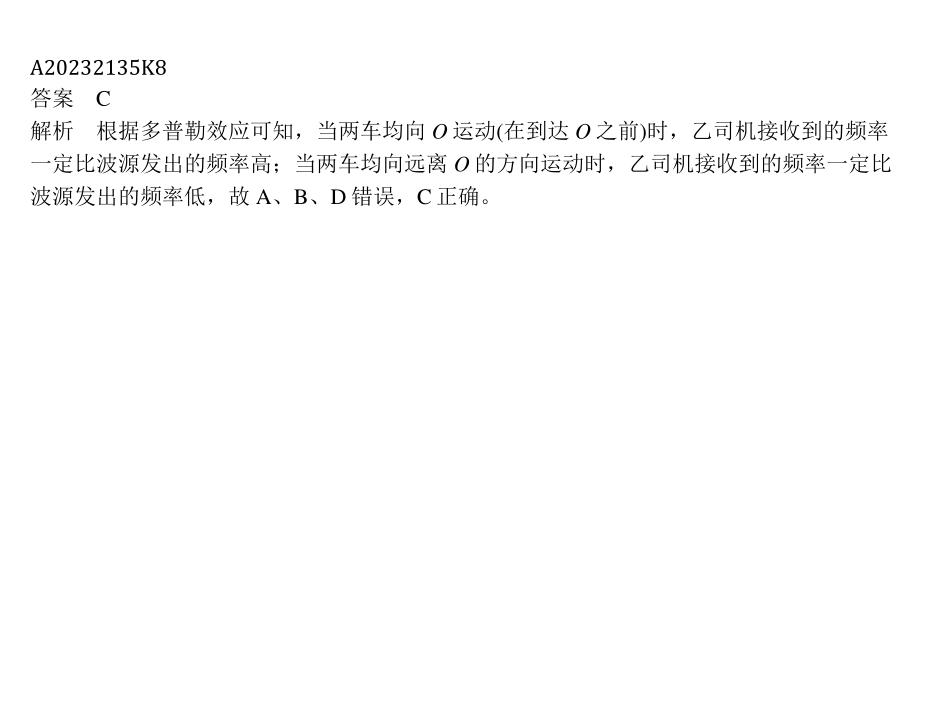 A20232135K8
答案　C
解析　根据多普勒效应可知，当两车均向 O 运动(在到达 O 之前)时，乙司机接收到的频率
一定比波源发出的频率高；当两车均向远离 O 的方向运动时，乙司机接收到的频率一定比
波源发出的频率低，故 A、B、D 错误，C 正确。